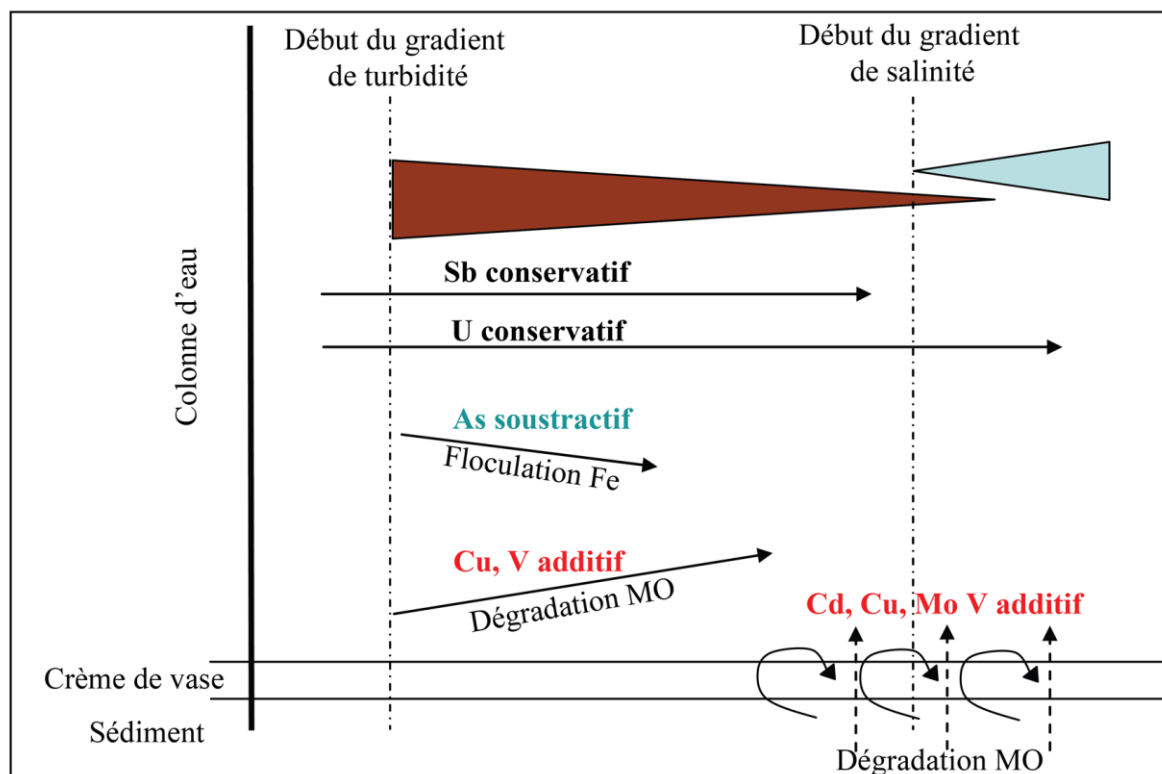 Début du gradient
de turbidité
Début du gradient
de salinité
Colonne d'eau
Sb conservatif
U conservatif
As soustractif
Floculation Fe
Cu, V additif
Dégradation MO
Cd, Cu, Mo V additif
Crème de vase
Sédiment
Dégradation MO